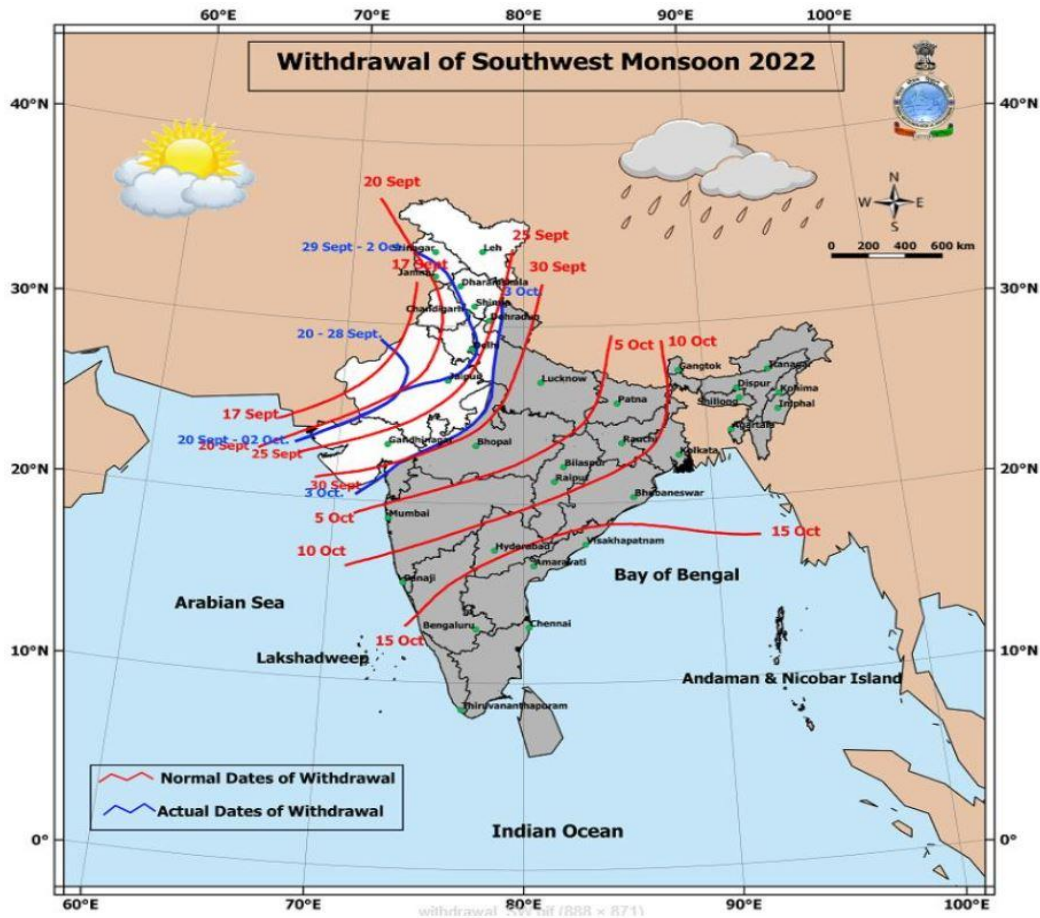 60°E 70°E 80°E 90°E 100°E
Withdrawal of Southwest Monsoon 2022
40°N 40°N
N
W E
S
20 Sept
0 200 400 600 km
25 Sept
29 Sept - 2 Oct.
Srinagar
Leh
17 Sept
30 Sept
Jammu
Dharamshala
30°N 30°N
3 Oct.
Shimla
Chandigarh
Dehradun
20 - 28 Sept.
5 Oct
10 Oct
Delhi
Gangtok
Itanagar
Jaipur
Lucknow
Dispur
Kohima
Patna
Shillong
Imphal
17 Sept
Agartala
20 Sept - 02 Oct.
20 Sept
Gandhinagar
Bhopal
Ranchi
25 Sept
Kolkata
20°N 20°N
Bilaspur
Raipur
30 Sept
3 Oct.
Bhubaneswar
5 Oct
Mumbai
15 Oct
10 Oct
Hyderabad
Visakhapatnam
Amaravati
Panaji
Bay of Bengal
Arabian Sea
Bengaluru
Chennai
15 Oct
10°N 10°N
Lakshadweep
Andaman & Nicobar Island
Thiruvananthapuram
Normal Dates of Withdrawal
Actual Dates of Withdrawal
Indian Ocean
0° 0°
60°E 70°E 80°E 90°E 100°E
withdrawal_SW.gif (888 × 871)